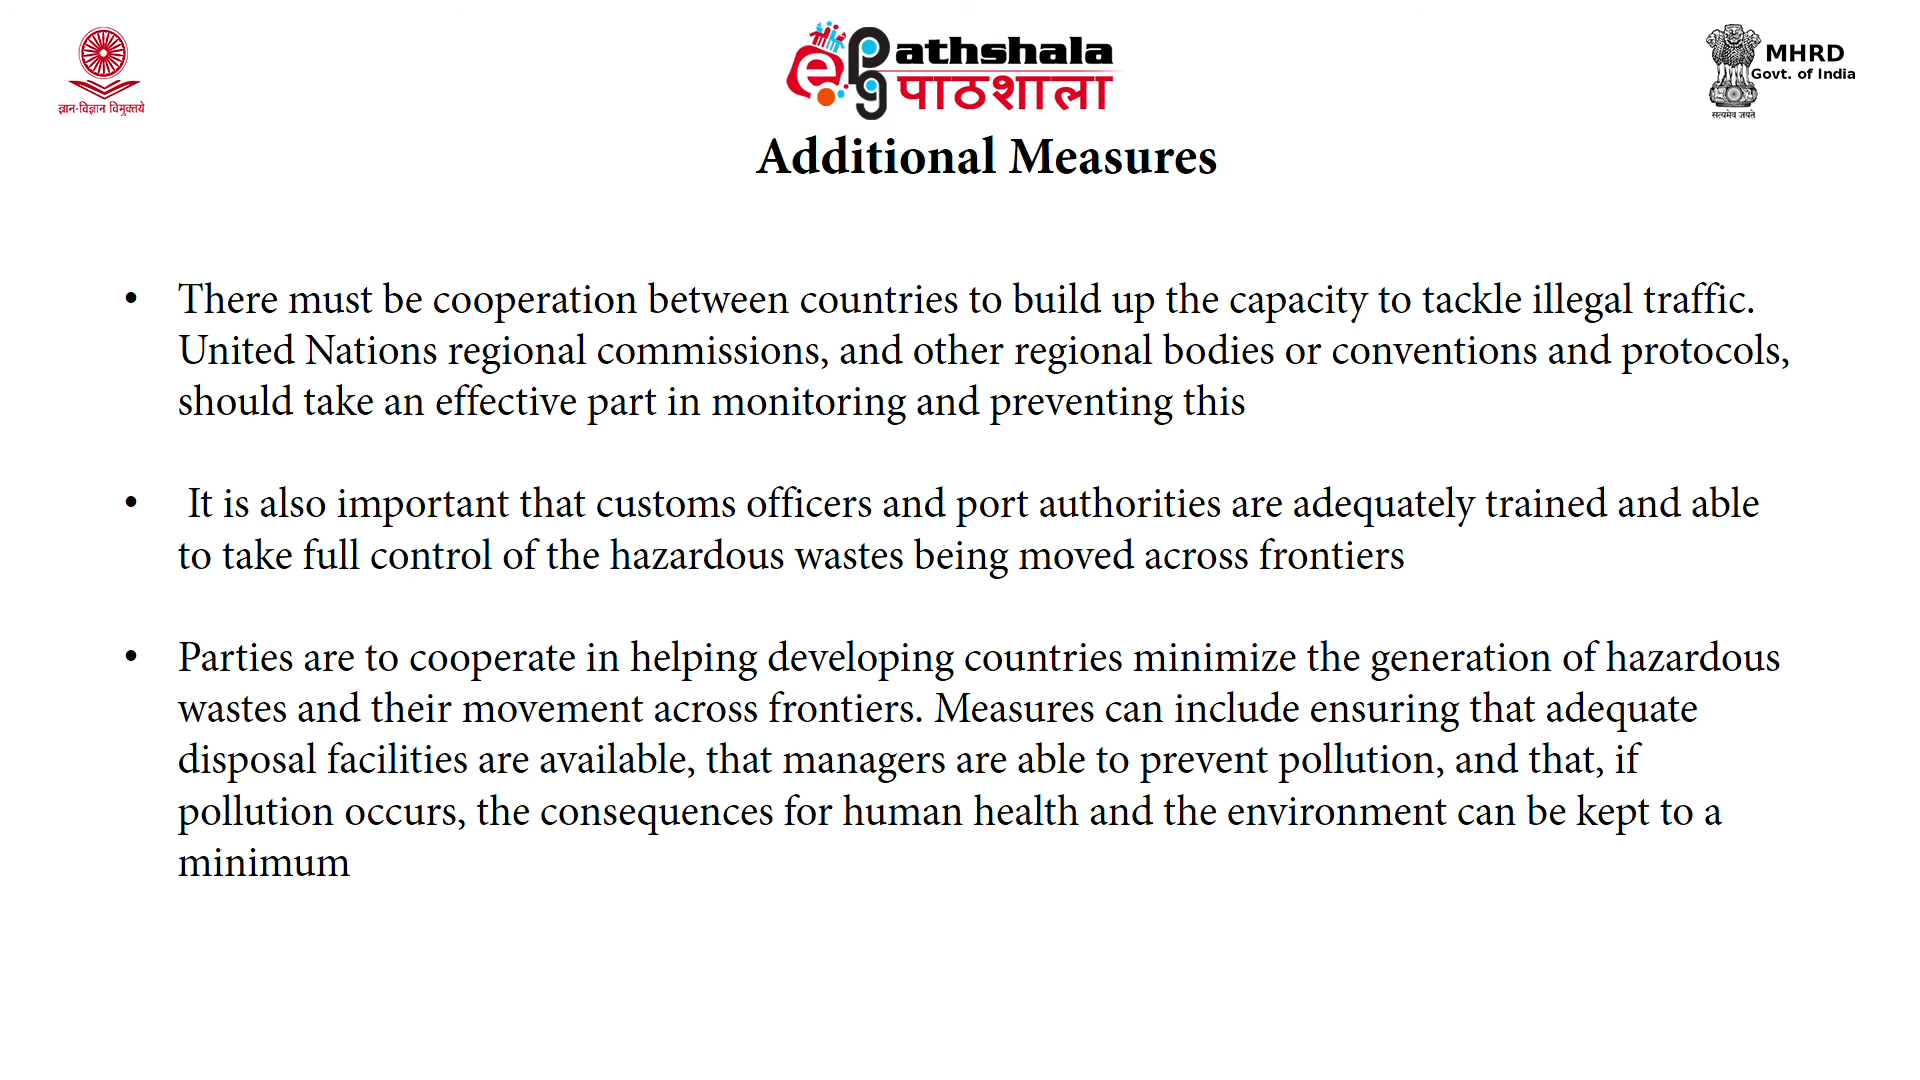 ज्ञान-विज्ञान विमुक्तये
e Pg athshala
पाठशाला
MHRD
Govt. of India
सत्यमेव जयते
Additional Measures
• There must be cooperation between countries to build up the capacity to tackle illegal traffic.
United Nations regional commissions, and other regional bodies or conventions and protocols,
should take an effective part in monitoring and preventing this
• It is also important that customs officers and port authorities are adequately trained and able
to take full control of the hazardous wastes being moved across frontiers
• Parties are to cooperate in helping developing countries minimize the generation of hazardous
wastes and their movement across frontiers. Measures can include ensuring that adequate
disposal facilities are available, that managers are able to prevent pollution, and that, if
pollution occurs, the consequences for human health and the environment can be kept to a
minimum